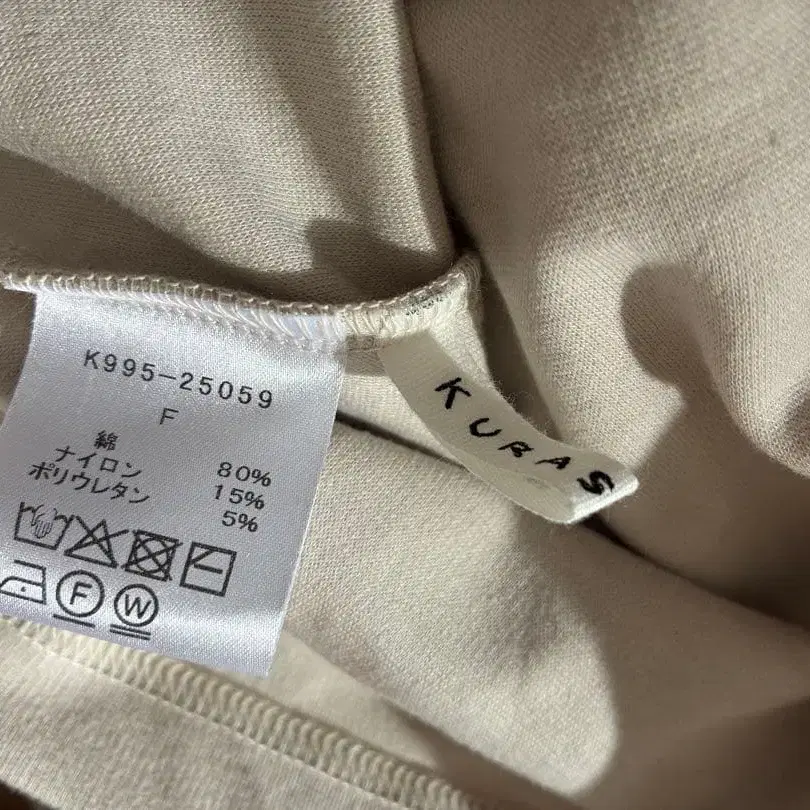 K995-25059
F
綿 80%
ナイロン 15%
ポリウレタン 5%
F
W
KURAS